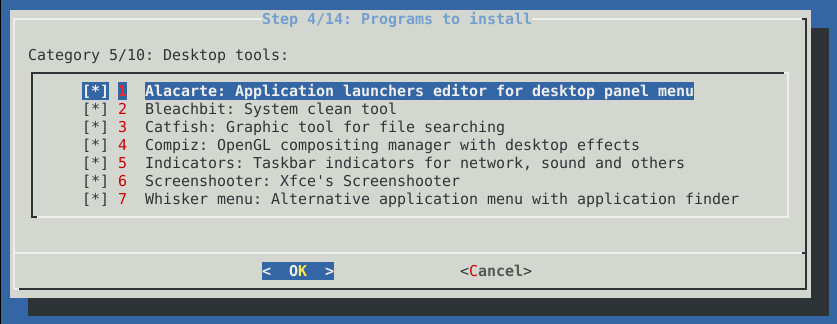 Step 4/14: Programs to install
Category 5/10: Desktop tools:
[*] 1 Alacarte: Application launchers editor for desktop panel menu
[*] 2 Bleachbit: System clean tool
[*] 3 Catfish: Graphic tool for file searching
[*] 4 Compiz: OpenGL compositing manager with desktop effects
[*] 5 Indicators: Taskbar indicators for network, sound and others
[*] 6 Screenshooter: Xfce's Screenshooter
[*] 7 Whisker menu: Alternative application menu with application finder
< OK > <Cancel>